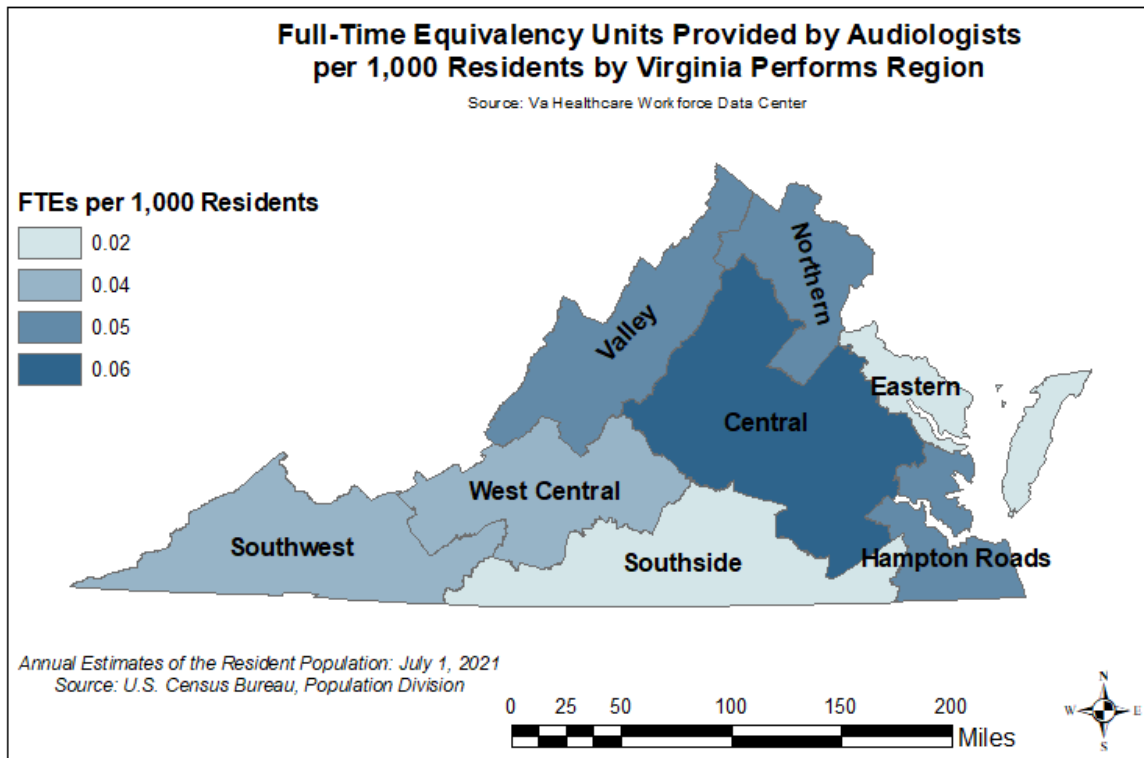 Full-Time Equivalency Units Provided by Audiologists
per 1,000 Residents by Virginia Performs Region
Source: Va Healthcare Workforce Data Center
FTEs per 1,000 Residents
0.02
0.04
0.05
0.06
Northern
Valley
Eastern
Central
West Central
Southwest
Southside
Hampton Roads
Annual Estimates of the Resident Population: July 1, 2021
Source: U.S. Census Bureau, Population Division
0 25 50 100 150 200
Miles
N
W E
S